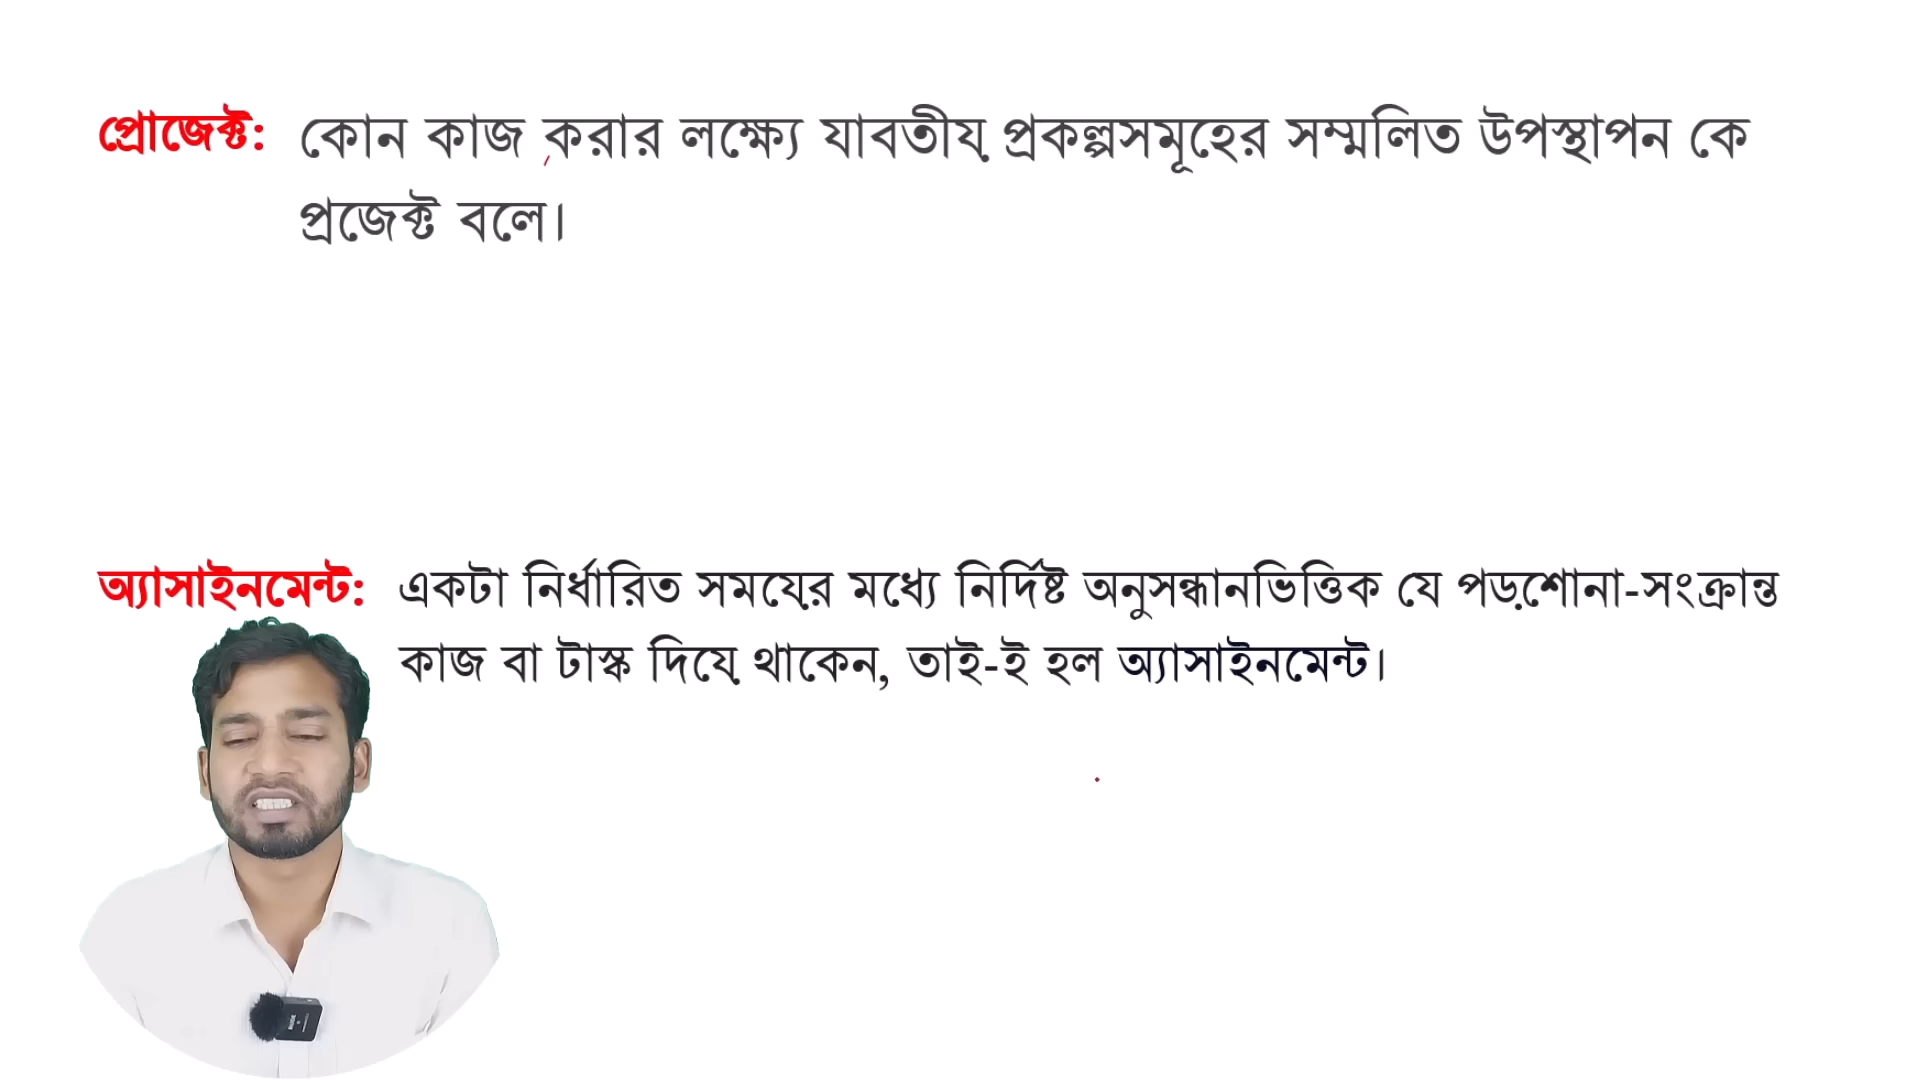 প্রোজেক্ট: কোন কাজ করার লক্ষ্যে যাবতীয় প্রকল্পসমূহের সম্মলিত উপস্থাপন কে
প্রজেক্ট বলে।
অ্যাসাইনমেন্ট: একটা নির্ধারিত সময়ের মধ্যে নির্দিষ্ট অনুসন্ধানভিত্তিক যে পড়শোনা-সংক্রান্ত
কাজ বা টাস্ক দিয়ে থাকেন, তাই-ই হল অ্যাসাইনমেন্ট।